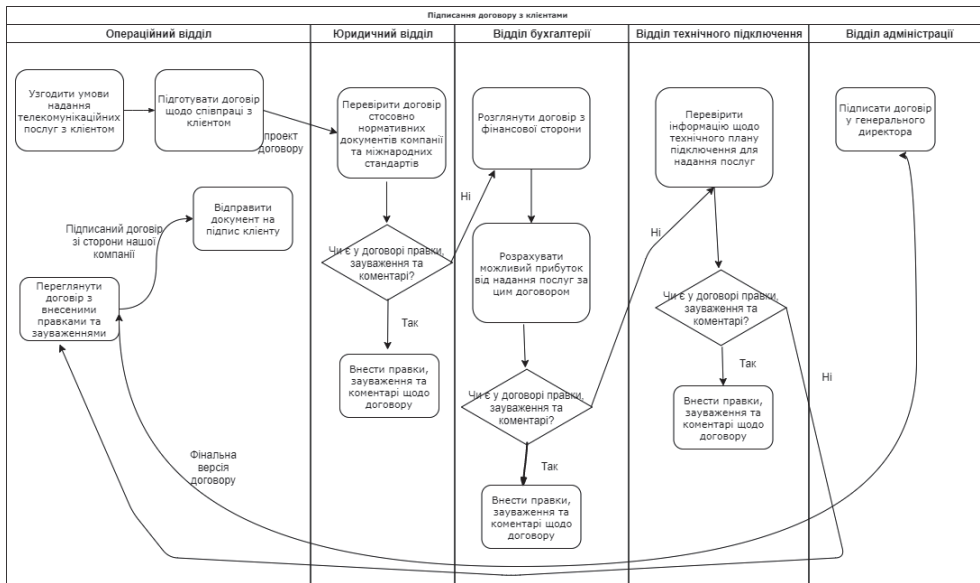 Підписання договору з клієнтами
Операційний відділ
Юридичний відділ
Відділ бухгалтерії
Відділ технічного підключення
Відділ адміністрації
Узгодити умови
надання
телекомунікаційних
послуг з клієнтом
Підготувати договір
щодо співпраці з
клієнтом
проект
договору
Перевірити договір
стосовно
нормативних
документів компанії
та міжнародних
стандартів
Розглянути договір з
фінансової сторони
Перевірити
інформацію щодо
технічного плану
підключення для
надання послуг
Підписати договір
у генерального
директора
Відправити
документ на
підпис клієнту
Підписаний договір
зі сторони нашої
компанії
Ні
Чи є у договорі правки,
зауваження та
коментарі?
Розрахувати
можливий прибуток
від надання послуг за
цим договором
Ні
Переглянути
договір з
внесеними
правками та
зауваженнями
Чи є у договорі правки,
зауваження та
коментарі?
Так
Внести правки,
зауваження та
коментарі щодо
договору
Чи є у договорі правки,
зауваження та
коментарі?
Так
Ні
Внести правки,
зауваження та
коментарі щодо
договору
Фінальна
версія
договору
Так
Внести правки,
зауваження та
коментарі щодо
договору